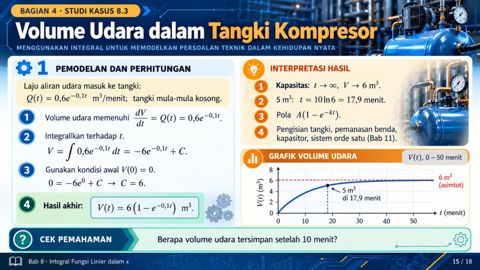 BAGIAN 4 • STUDI KASUS 8.3
Volume Udara dalam Tangki Kompresor
MENGGUNAKAN INTEGRAL UNTUK MEMODELKAN PERSOALAN TEKNIK DALAM KEHIDUPAN NYATA
1 PEMODELAN DAN PERHITUNGAN
Laju aliran udara masuk ke tangki:
Q(t) = 0,6e^{-0,1t} m³/menit; tangki mula-mula kosong.
1 Volume udara memenuhi dV/dt = Q(t) = 0,6e^{-0,1t}.
2 Integralkan terhadap t.
V = ∫ 0,6e^{-0,1t} dt = −6e^{-0,1t} + C.
3 Gunakan kondisi awal V(0) = 0.
0 = −6e⁰ + C → C = 6.
4 Hasil akhir: V(t) = 6(1 − e^{-0,1t}) m³.
INTERPRETASI HASIL
1 Kapasitas: t → ∞, V → 6 m³.
2 5 m³: t = 10 ln 6 = 17,9 menit.
3 Pola A(1 − e^{-kt}).
4 Pengisian tangki, pemanasan benda,
kapasitor, sistem orde satu (Bab 11).
GRAFIK VOLUME UDARA
V(t), 0 – 50 menit
V(t) (m³)
8
6
4
2
0
0 10 20 30 40 50
t (menit)
6 m³
(asimtot)
5 m³
di 17,9 menit
? CEK PEMAHAMAN
Berapa volume udara tersimpan setelah 10 menit?
Bab 8 • Integral Fungsi Linier dalam x
15 / 18